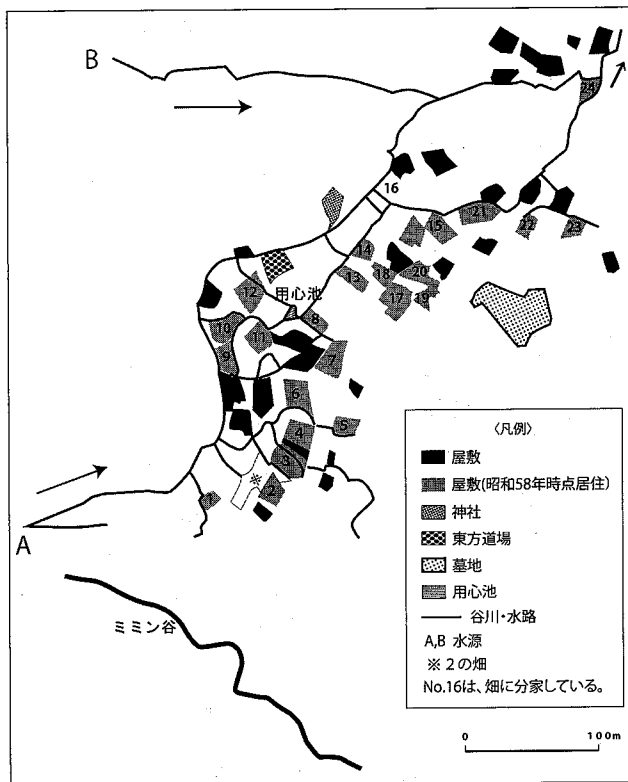 B
24
16
21
15
22
23
14
13
18
20
17
19
12
用心池
8
10
11
9
7
6
5
4
3
※
2
1
A
ミミン谷
〈凡例〉
屋敷
屋敷(昭和58年時点居住)
神社
東方道場
墓地
用心池
谷川・水路
A,B 水源
※ 2の畑
No.16は、畑に分家している。
0 100m